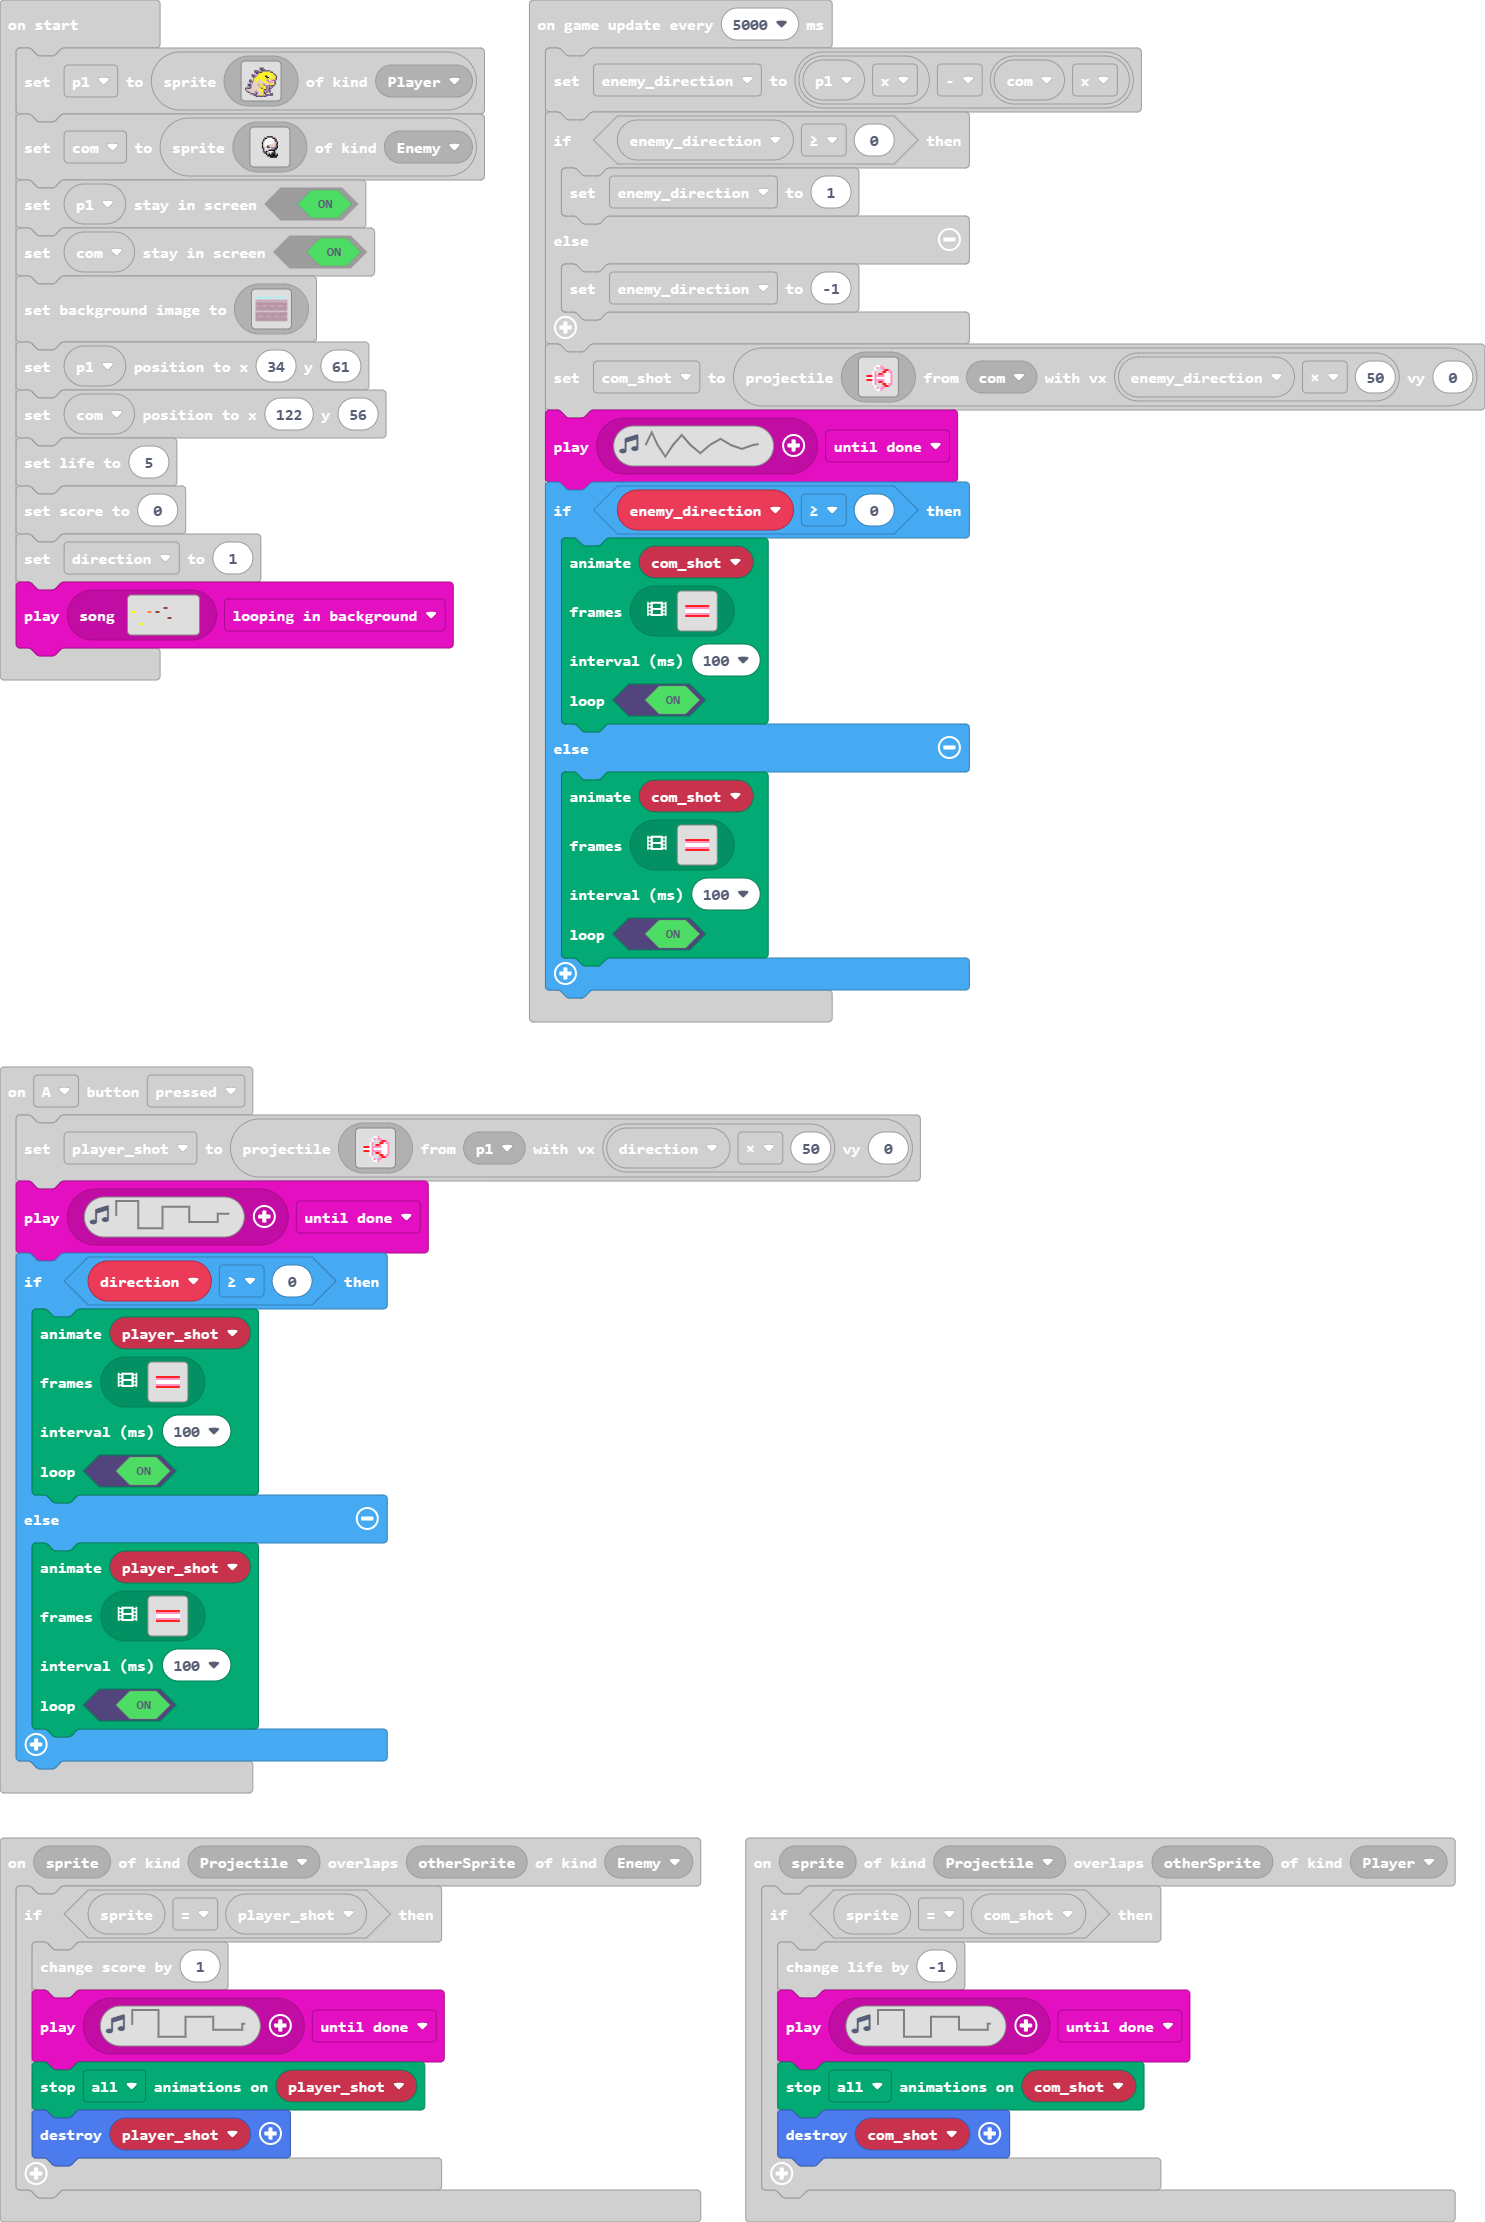 on start
set p1 to sprite of kind Player
set com to sprite of kind Enemy
set p1 stay in screen ON
set com stay in screen ON
set background image to
set p1 position to x 34 y 61
set com position to x 122 y 56
set life to 5
set score to 0
set direction to 1
play song looping in background
on game update every 5000 ms
set enemy_direction to p1 x - com x
if enemy_direction ≥ 0 then
set enemy_direction to 1
else
set enemy_direction to -1
set com_shot to projectile from com with vx enemy_direction × 50 vy 0
play until done
if enemy_direction ≥ 0 then
animate com_shot
frames
interval (ms) 100
loop ON
else
animate com_shot
frames
interval (ms) 100
loop ON
on A button pressed
set player_shot to projectile from p1 with vx direction × 50 vy 0
play until done
if direction ≥ 0 then
animate player_shot
frames
interval (ms) 100
loop ON
else
animate player_shot
frames
interval (ms) 100
loop ON
on sprite of kind Projectile overlaps otherSprite of kind Enemy
if sprite = player_shot then
change score by 1
play until done
stop all animations on player_shot
destroy player_shot
on sprite of kind Projectile overlaps otherSprite of kind Player
if sprite = com_shot then
change life by -1
play until done
stop all animations on com_shot
destroy com_shot